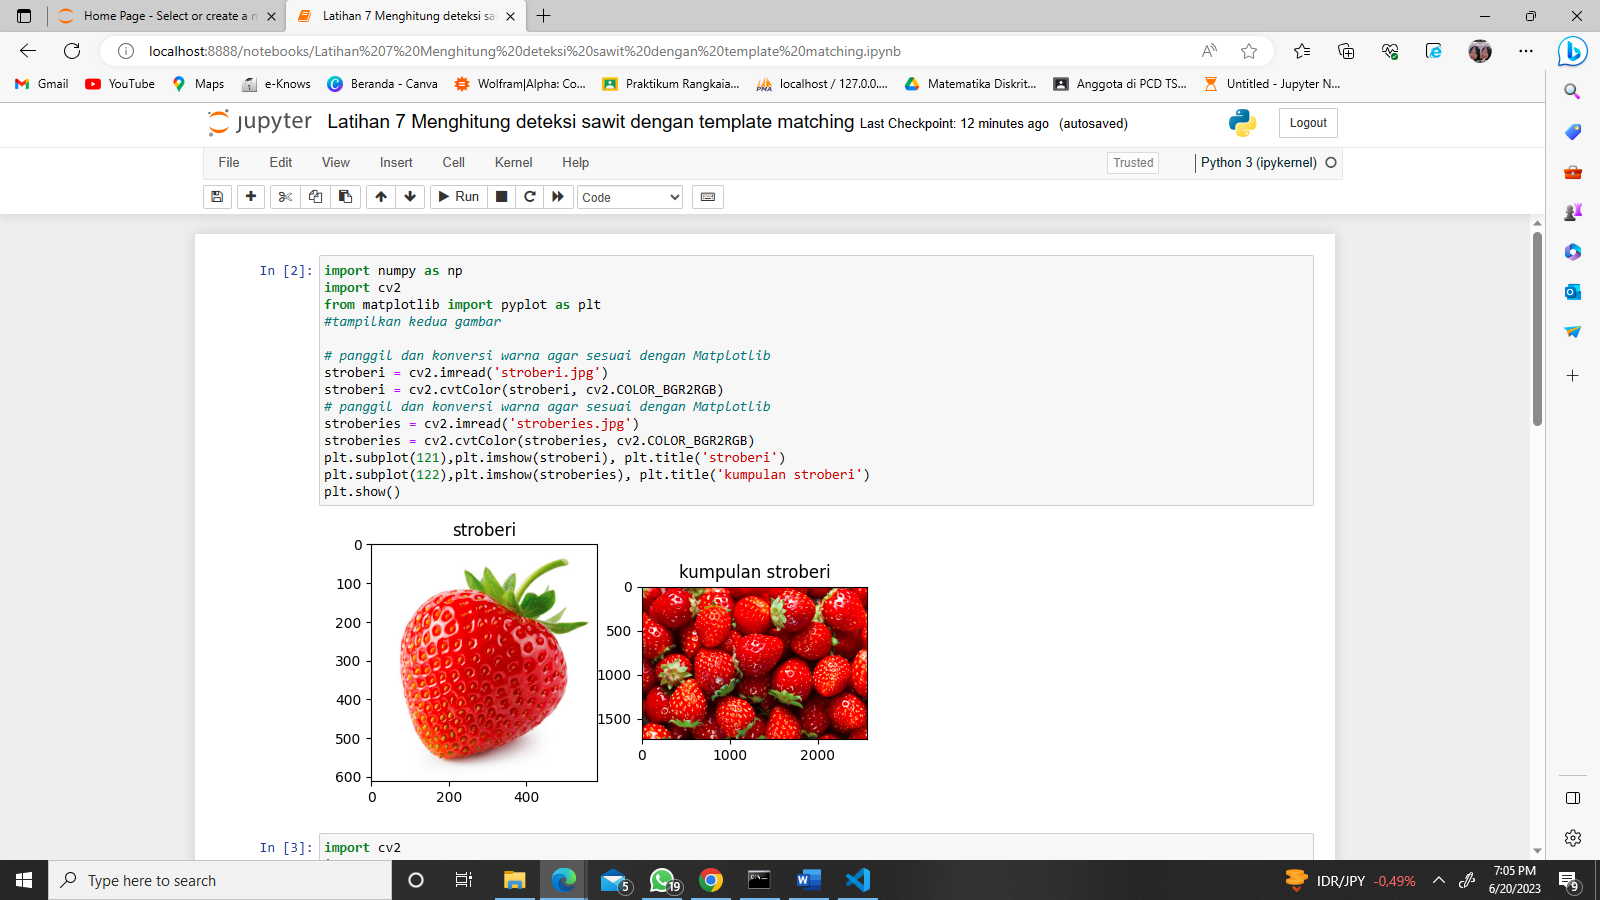 Home Page - Select or create a n
Latihan 7 Menghitung deteksi sa
localhost:8888/notebooks/Latihan%207%20Menghitung%20deteksi%20sawit%20dengan%20template%20matching.ipynb
Gmail YouTube Maps e-Knows Beranda - Canva Wolfram|Alpha: Co... Praktikum Rangkaia... localhost / 127.0.0.... Matematika Diskrit... Anggota di PCD TS... Untitled - Jupyter N...
jupyter Latihan 7 Menghitung deteksi sawit dengan template matching Last Checkpoint: 12 minutes ago (autosaved) Logout
File Edit View Insert Cell Kernel Help Trusted Python 3 (ipykernel)
Run Code
In [2]:
import numpy as np
import cv2
from matplotlib import pyplot as plt
#tampilkan kedua gambar
# panggil dan konversi warna agar sesuai dengan Matplotlib
stroberi = cv2.imread('stroberi.jpg')
stroberi = cv2.cvtColor(stroberi, cv2.COLOR_BGR2RGB)
# panggil dan konversi warna agar sesuai dengan Matplotlib
stroberies = cv2.imread('stroberies.jpg')
stroberies = cv2.cvtColor(stroberies, cv2.COLOR_BGR2RGB)
plt.subplot(121),plt.imshow(stroberi), plt.title('stroberi')
plt.subplot(122),plt.imshow(stroberies), plt.title('kumpulan stroberi')
plt.show()
stroberi
0
100
200
300
400
500
600
0 200 400
kumpulan stroberi
0
500
1000
1500
0 1000 2000
In [3]:
import cv2
Type here to search
5
19
IDR/JPY -0,49%
7:05 PM
6/20/2023
9